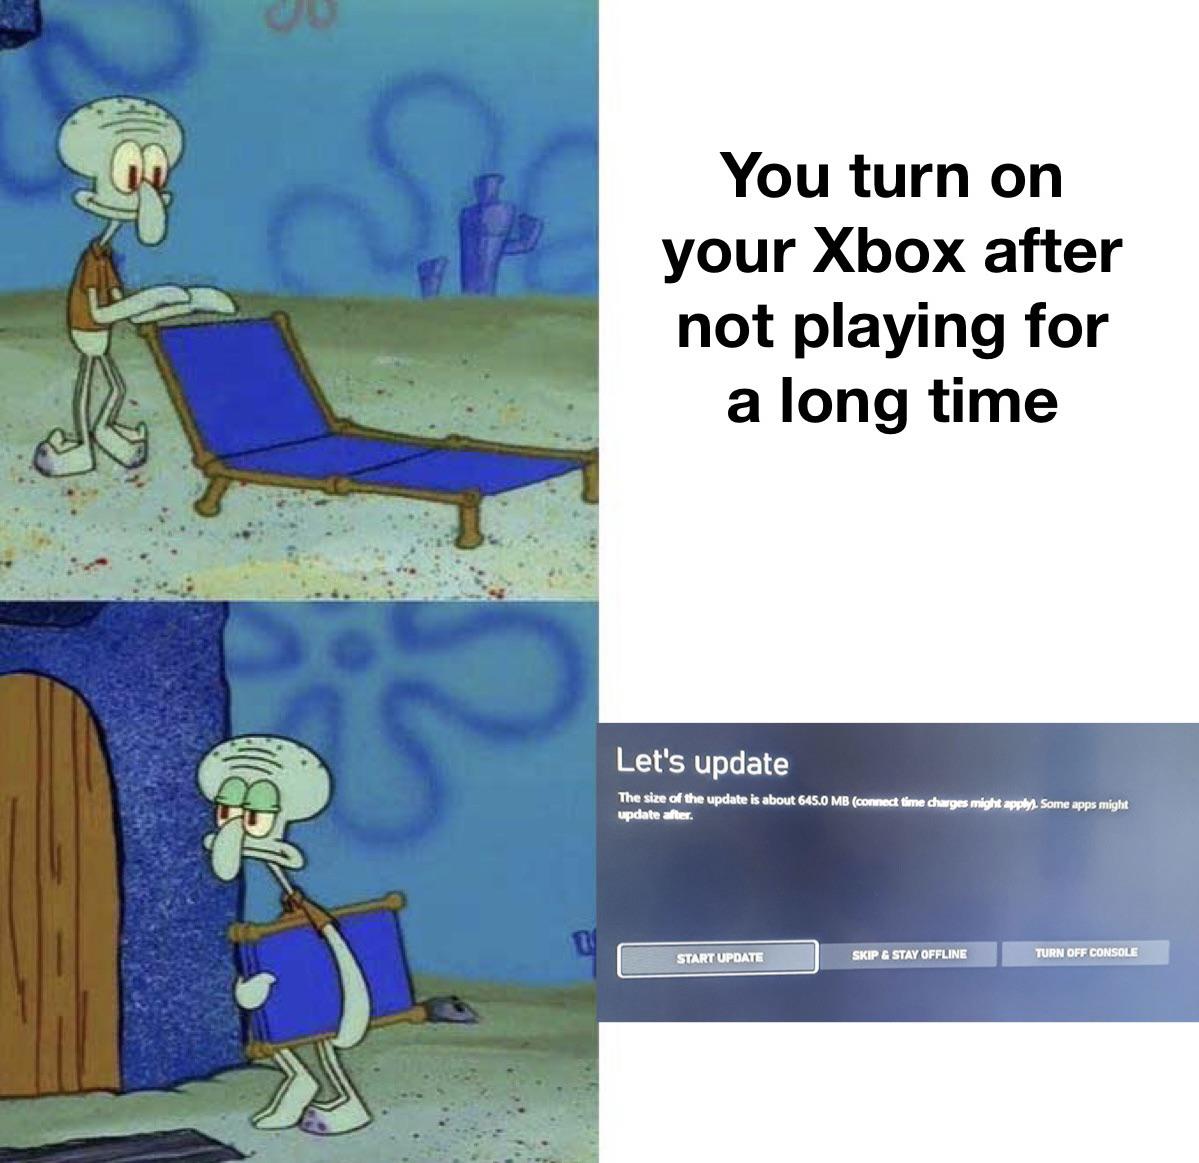 You turn on
your Xbox after
not playing for
a long time
Let's update
The size of the update is about 645.0 MB (connect time charges might apply). Some apps might
update after.
START UPDATE
SKIP & STAY OFFLINE
TURN OFF CONSOLE